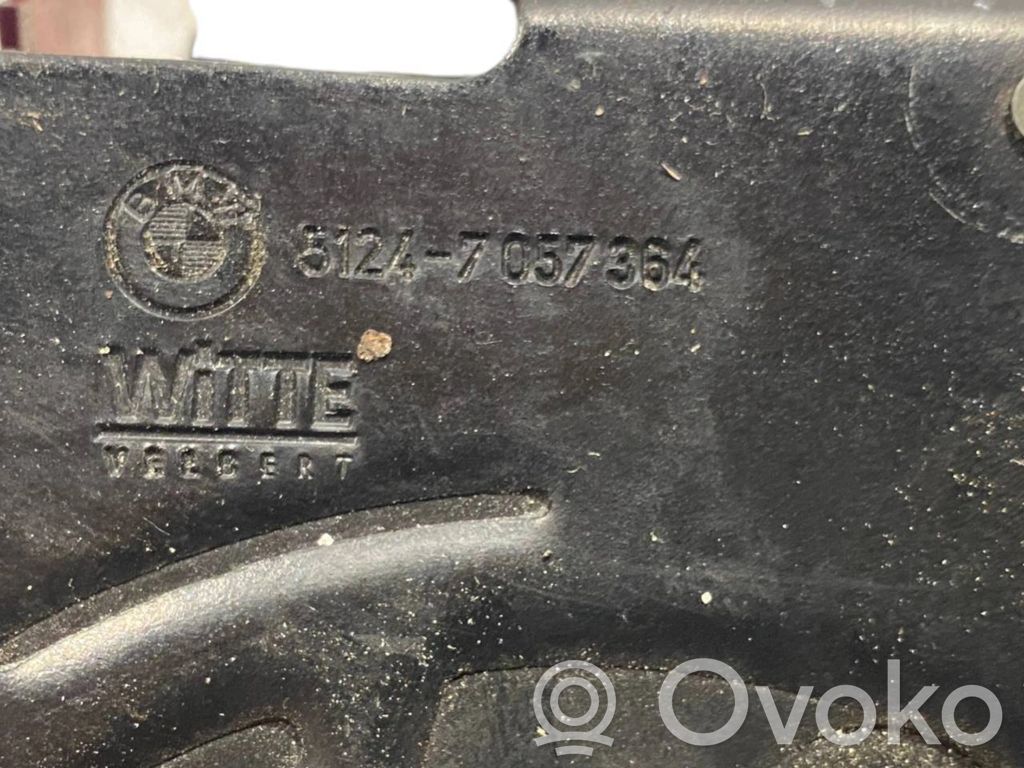 BMW
5124-7 057 364
WITTE
VELBERT
Ovoko